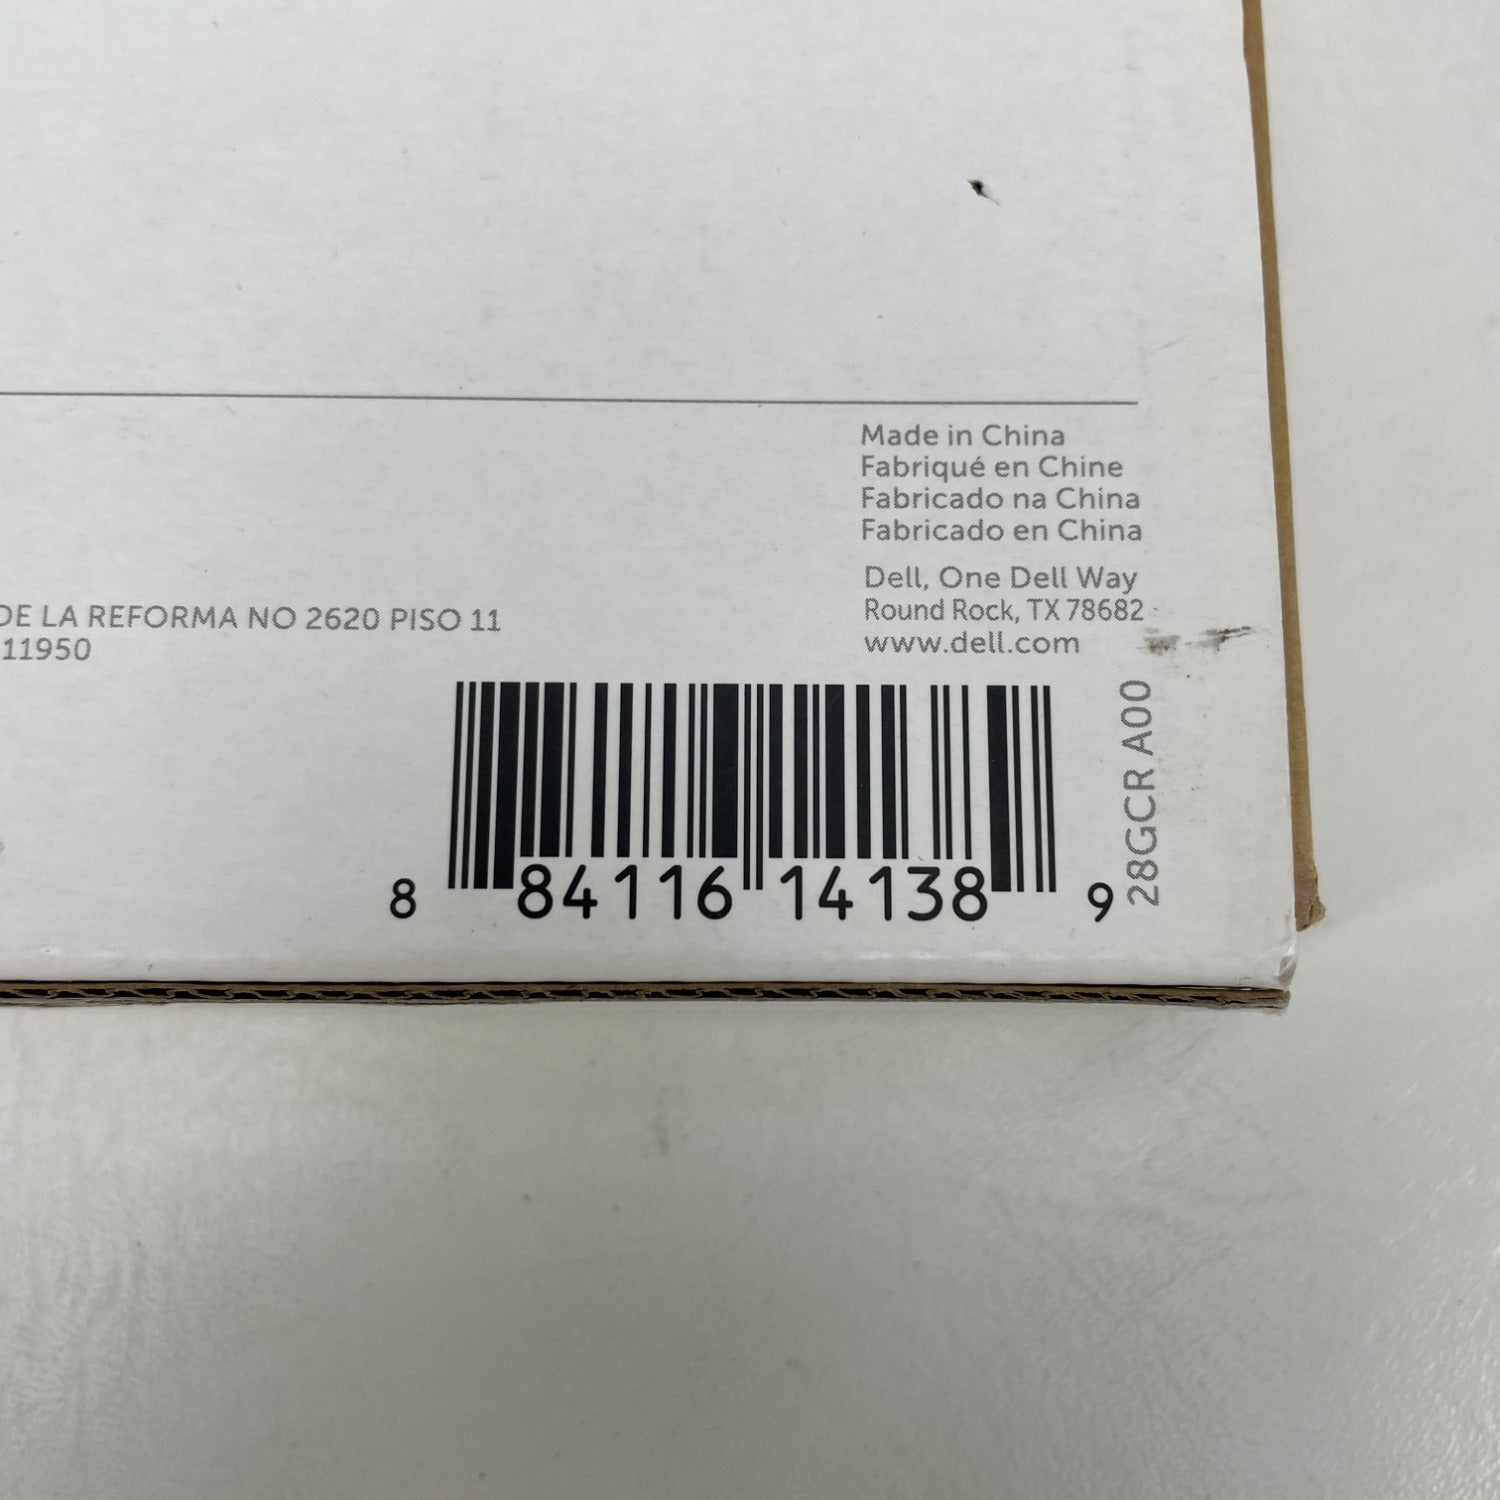 Made in China
Fabriqué en Chine
Fabricado na China
Fabricado en China
Dell, One Dell Way
Round Rock, TX 78682
www.dell.com
DE LA REFORMA NO 2620 PISO 11
11950
8 84116 14138 9
28GCR A00